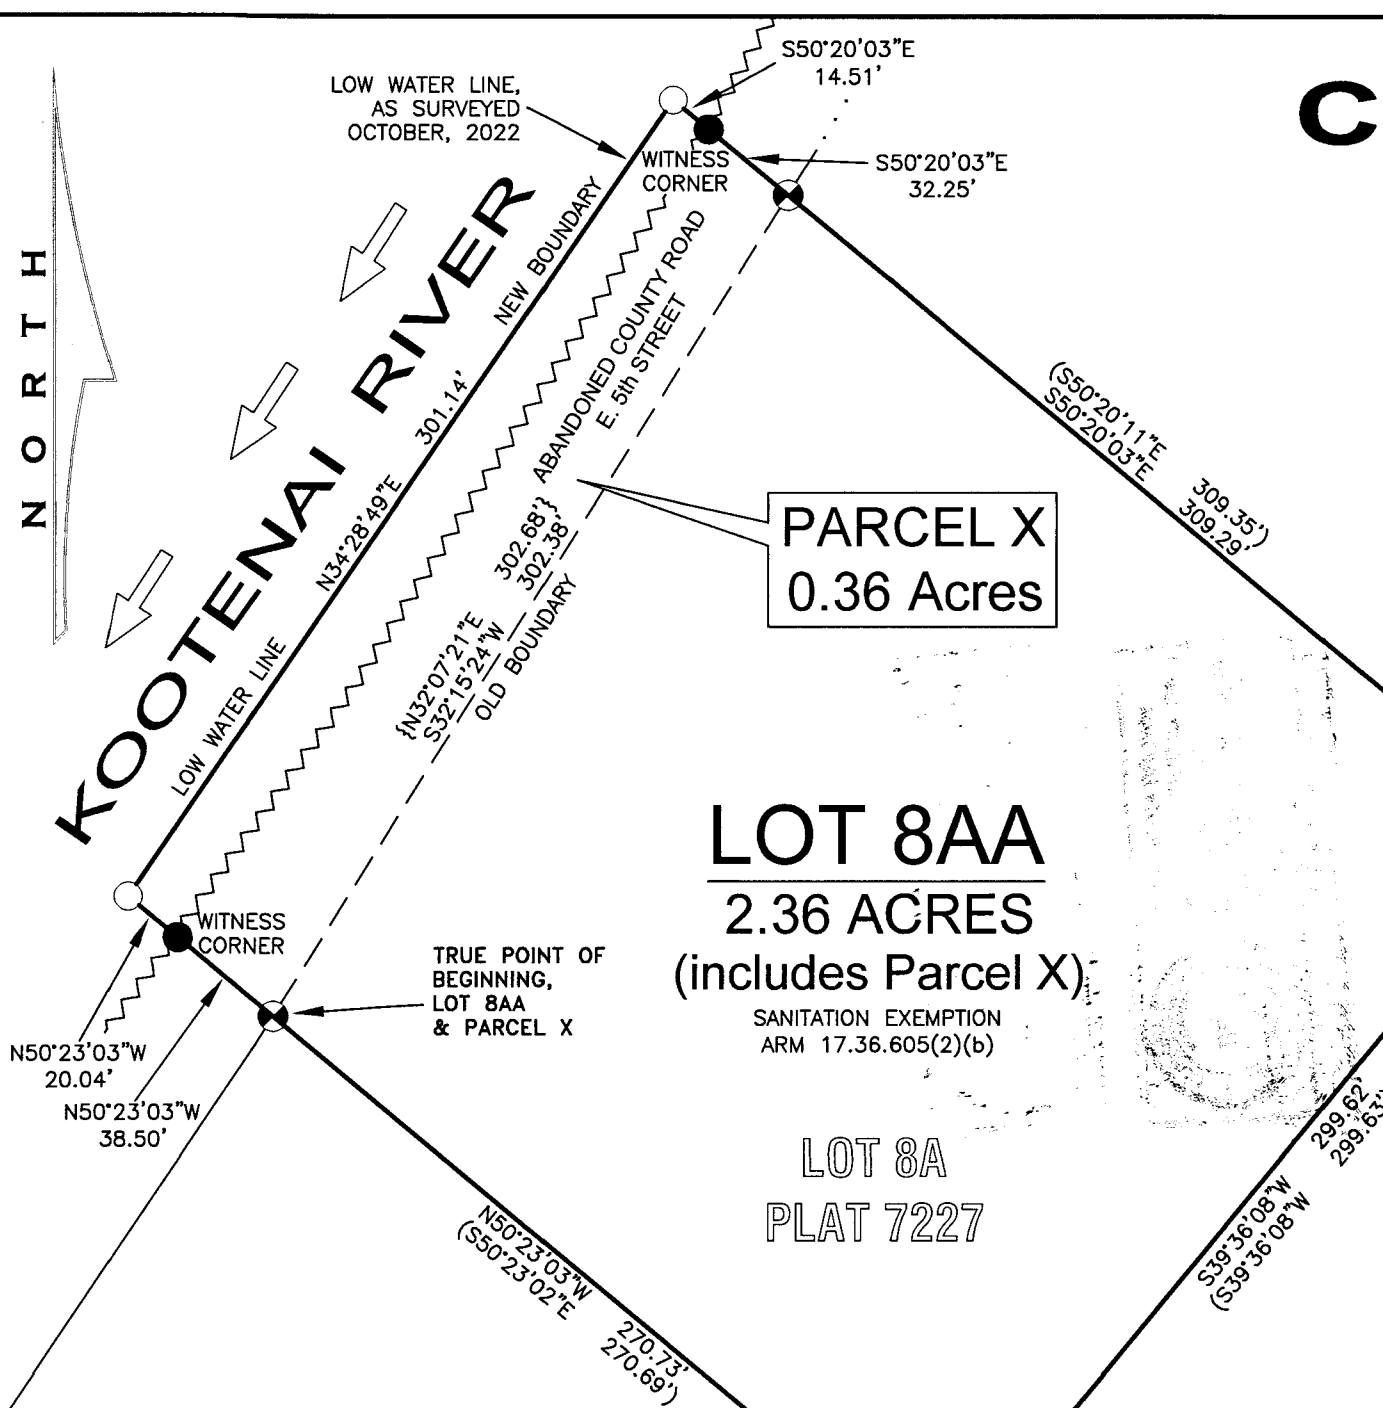 S50°20'03"E
14.51'
LOW WATER LINE,
AS SURVEYED
OCTOBER, 2022
C
WITNESS
CORNER
S50°20'03"E
32.25'
NORTH
KOOTENAI RIVER
LOW WATER LINE N34°28'49"E 301.14' NEW BOUNDARY
ABANDONED COUNTY ROAD
E. 5th STREET
{N32°07'21"E 302.68'}
S32°15'24"W 302.38'
OLD BOUNDARY
(S50°20'11"E 309.35')
S50°20'03"E 309.29'
PARCEL X
0.36 Acres
LOT 8AA
2.36 ACRES
(includes Parcel X)
SANITATION EXEMPTION
ARM 17.36.605(2)(b)
WITNESS
CORNER
TRUE POINT OF
BEGINNING,
LOT 8AA
& PARCEL X
N50°23'03"W
20.04'
N50°23'03"W
38.50'
LOT 8A
PLAT 7227
N50°23'03"W 270.73'
(S50°23'02"E 270.69')
S39°36'08"W 299.62'
(S39°36'08"W 299.63'